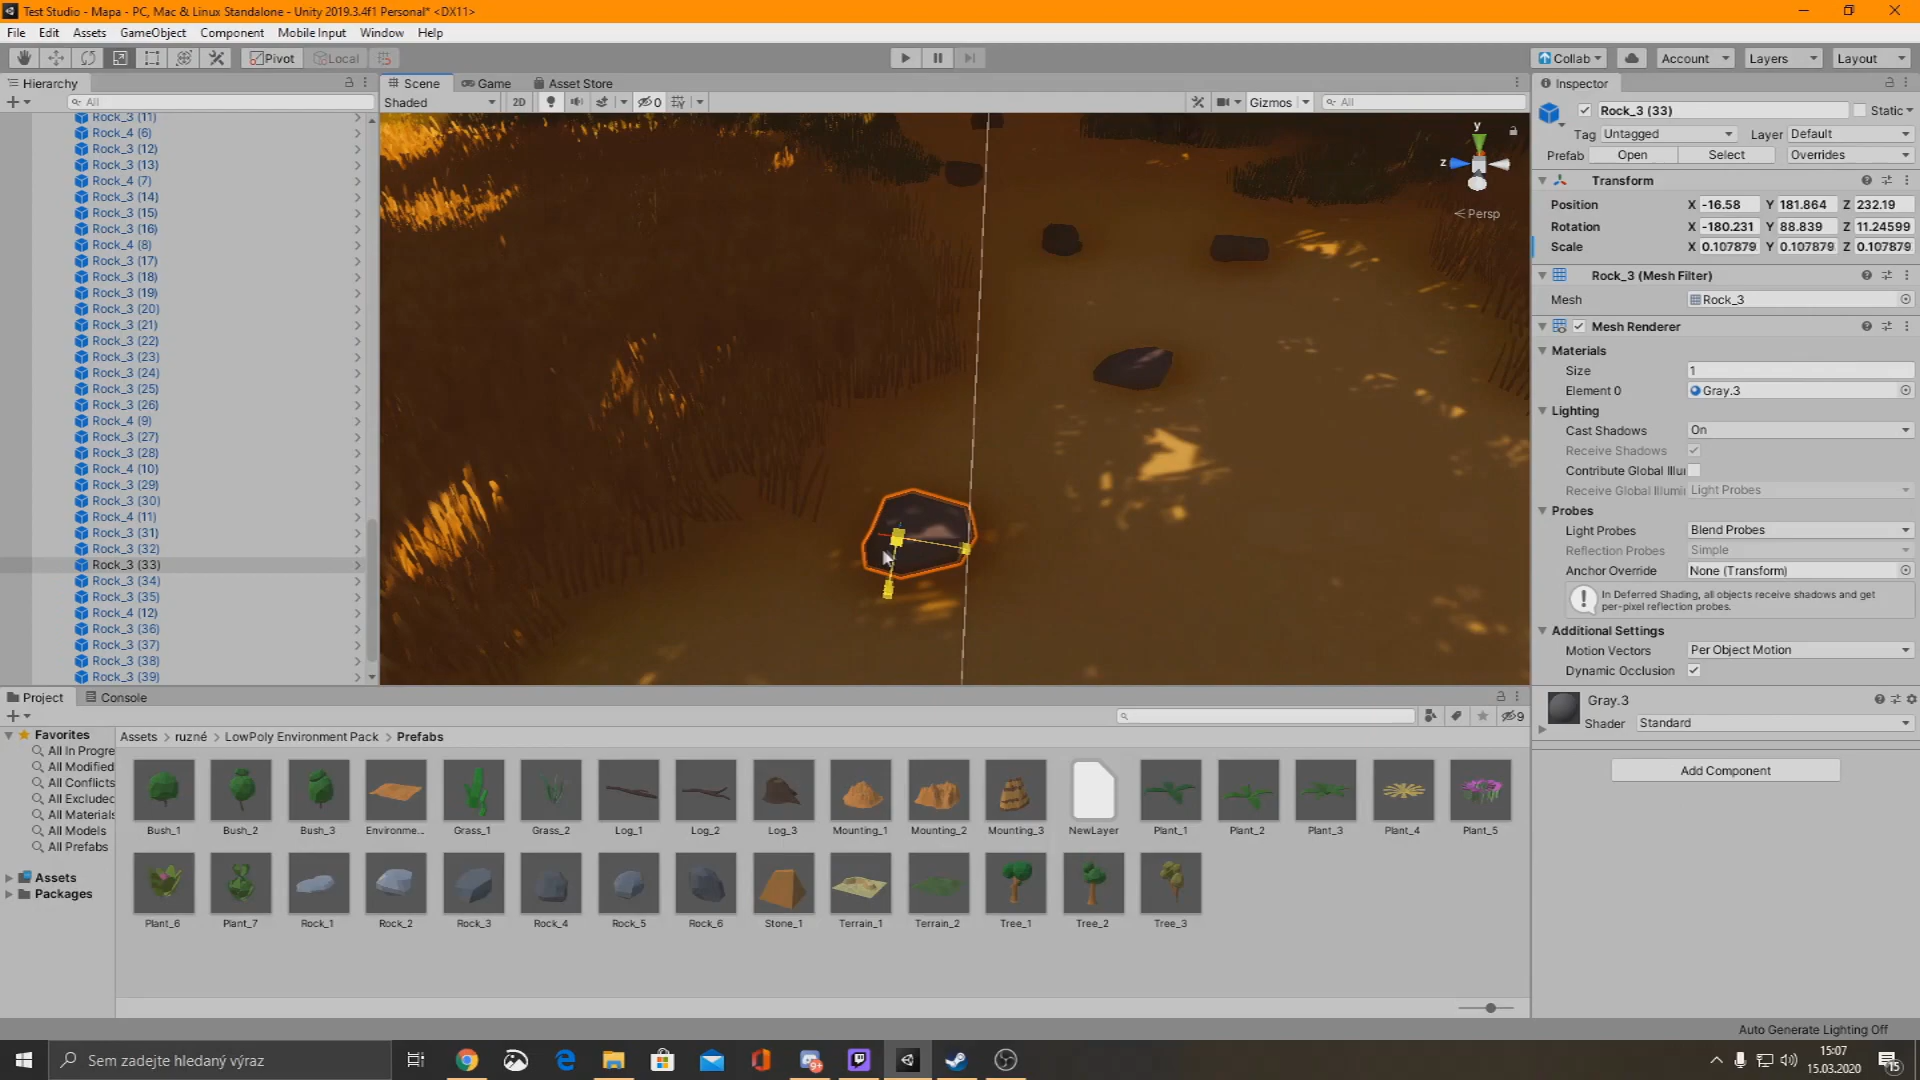 Test Studio - Mapa - PC, Mac & Linux Standalone - Unity 2019.3.4f1 Personal* <DX11>
File Edit Assets GameObject Component Mobile Input Window Help
Pivot Local Collab Account Layers Layout
Hierarchy
All
Rock_3 (11)
Rock_4 (6)
Rock_3 (12)
Rock_3 (13)
Rock_4 (7)
Rock_3 (14)
Rock_3 (15)
Rock_3 (16)
Rock_4 (8)
Rock_3 (17)
Rock_3 (18)
Rock_3 (19)
Rock_3 (20)
Rock_3 (21)
Rock_3 (22)
Rock_3 (23)
Rock_3 (24)
Rock_3 (25)
Rock_3 (26)
Rock_4 (9)
Rock_3 (27)
Rock_3 (28)
Rock_4 (10)
Rock_3 (29)
Rock_3 (30)
Rock_4 (11)
Rock_3 (31)
Rock_3 (32)
Rock_3 (33)
Rock_3 (34)
Rock_3 (35)
Rock_4 (12)
Rock_3 (36)
Rock_3 (37)
Rock_3 (38)
Rock_3 (39)
Scene Game Asset Store
Shaded 2D 0 Gizmos All
y
z
Persp
Inspector
Rock_3 (33) Static
Tag Untagged Layer Default
Prefab Open Select Overrides
Transform
Position X -16.58 Y 181.864 Z 232.19
Rotation X -180.231 Y 88.839 Z 11.24599
Scale X 0.107879 Y 0.107879 Z 0.107879
Rock_3 (Mesh Filter)
Mesh Rock_3
Mesh Renderer
Materials
Size 1
Element 0 Gray.3
Lighting
Cast Shadows On
Receive Shadows
Contribute Global Illu
Receive Global Illumin Light Probes
Probes
Light Probes Blend Probes
Reflection Probes Simple
Anchor Override None (Transform)
In Deferred Shading, all objects receive shadows and get
per-pixel reflection probes.
Additional Settings
Motion Vectors Per Object Motion
Dynamic Occlusion
Gray.3
Shader Standard
Add Component
Project Console
9
Favorites
All In Progre
All Modified
All Conflicts
All Excluded
All Materials
All Models
All Prefabs
Assets
Packages
Assets > ruzné > LowPoly Environment Pack > Prefabs
Bush_1 Bush_2 Bush_3 Environme... Grass_1 Grass_2 Log_1 Log_2 Log_3 Mounting_1 Mounting_2 Mounting_3 NewLayer Plant_1 Plant_2 Plant_3 Plant_4 Plant_5
Plant_6 Plant_7 Rock_1 Rock_2 Rock_3 Rock_4 Rock_5 Rock_6 Stone_1 Terrain_1 Terrain_2 Tree_1 Tree_2 Tree_3
Auto Generate Lighting Off
Sem zadejte hledaný výraz
9+
15:07
15.03.2020
15